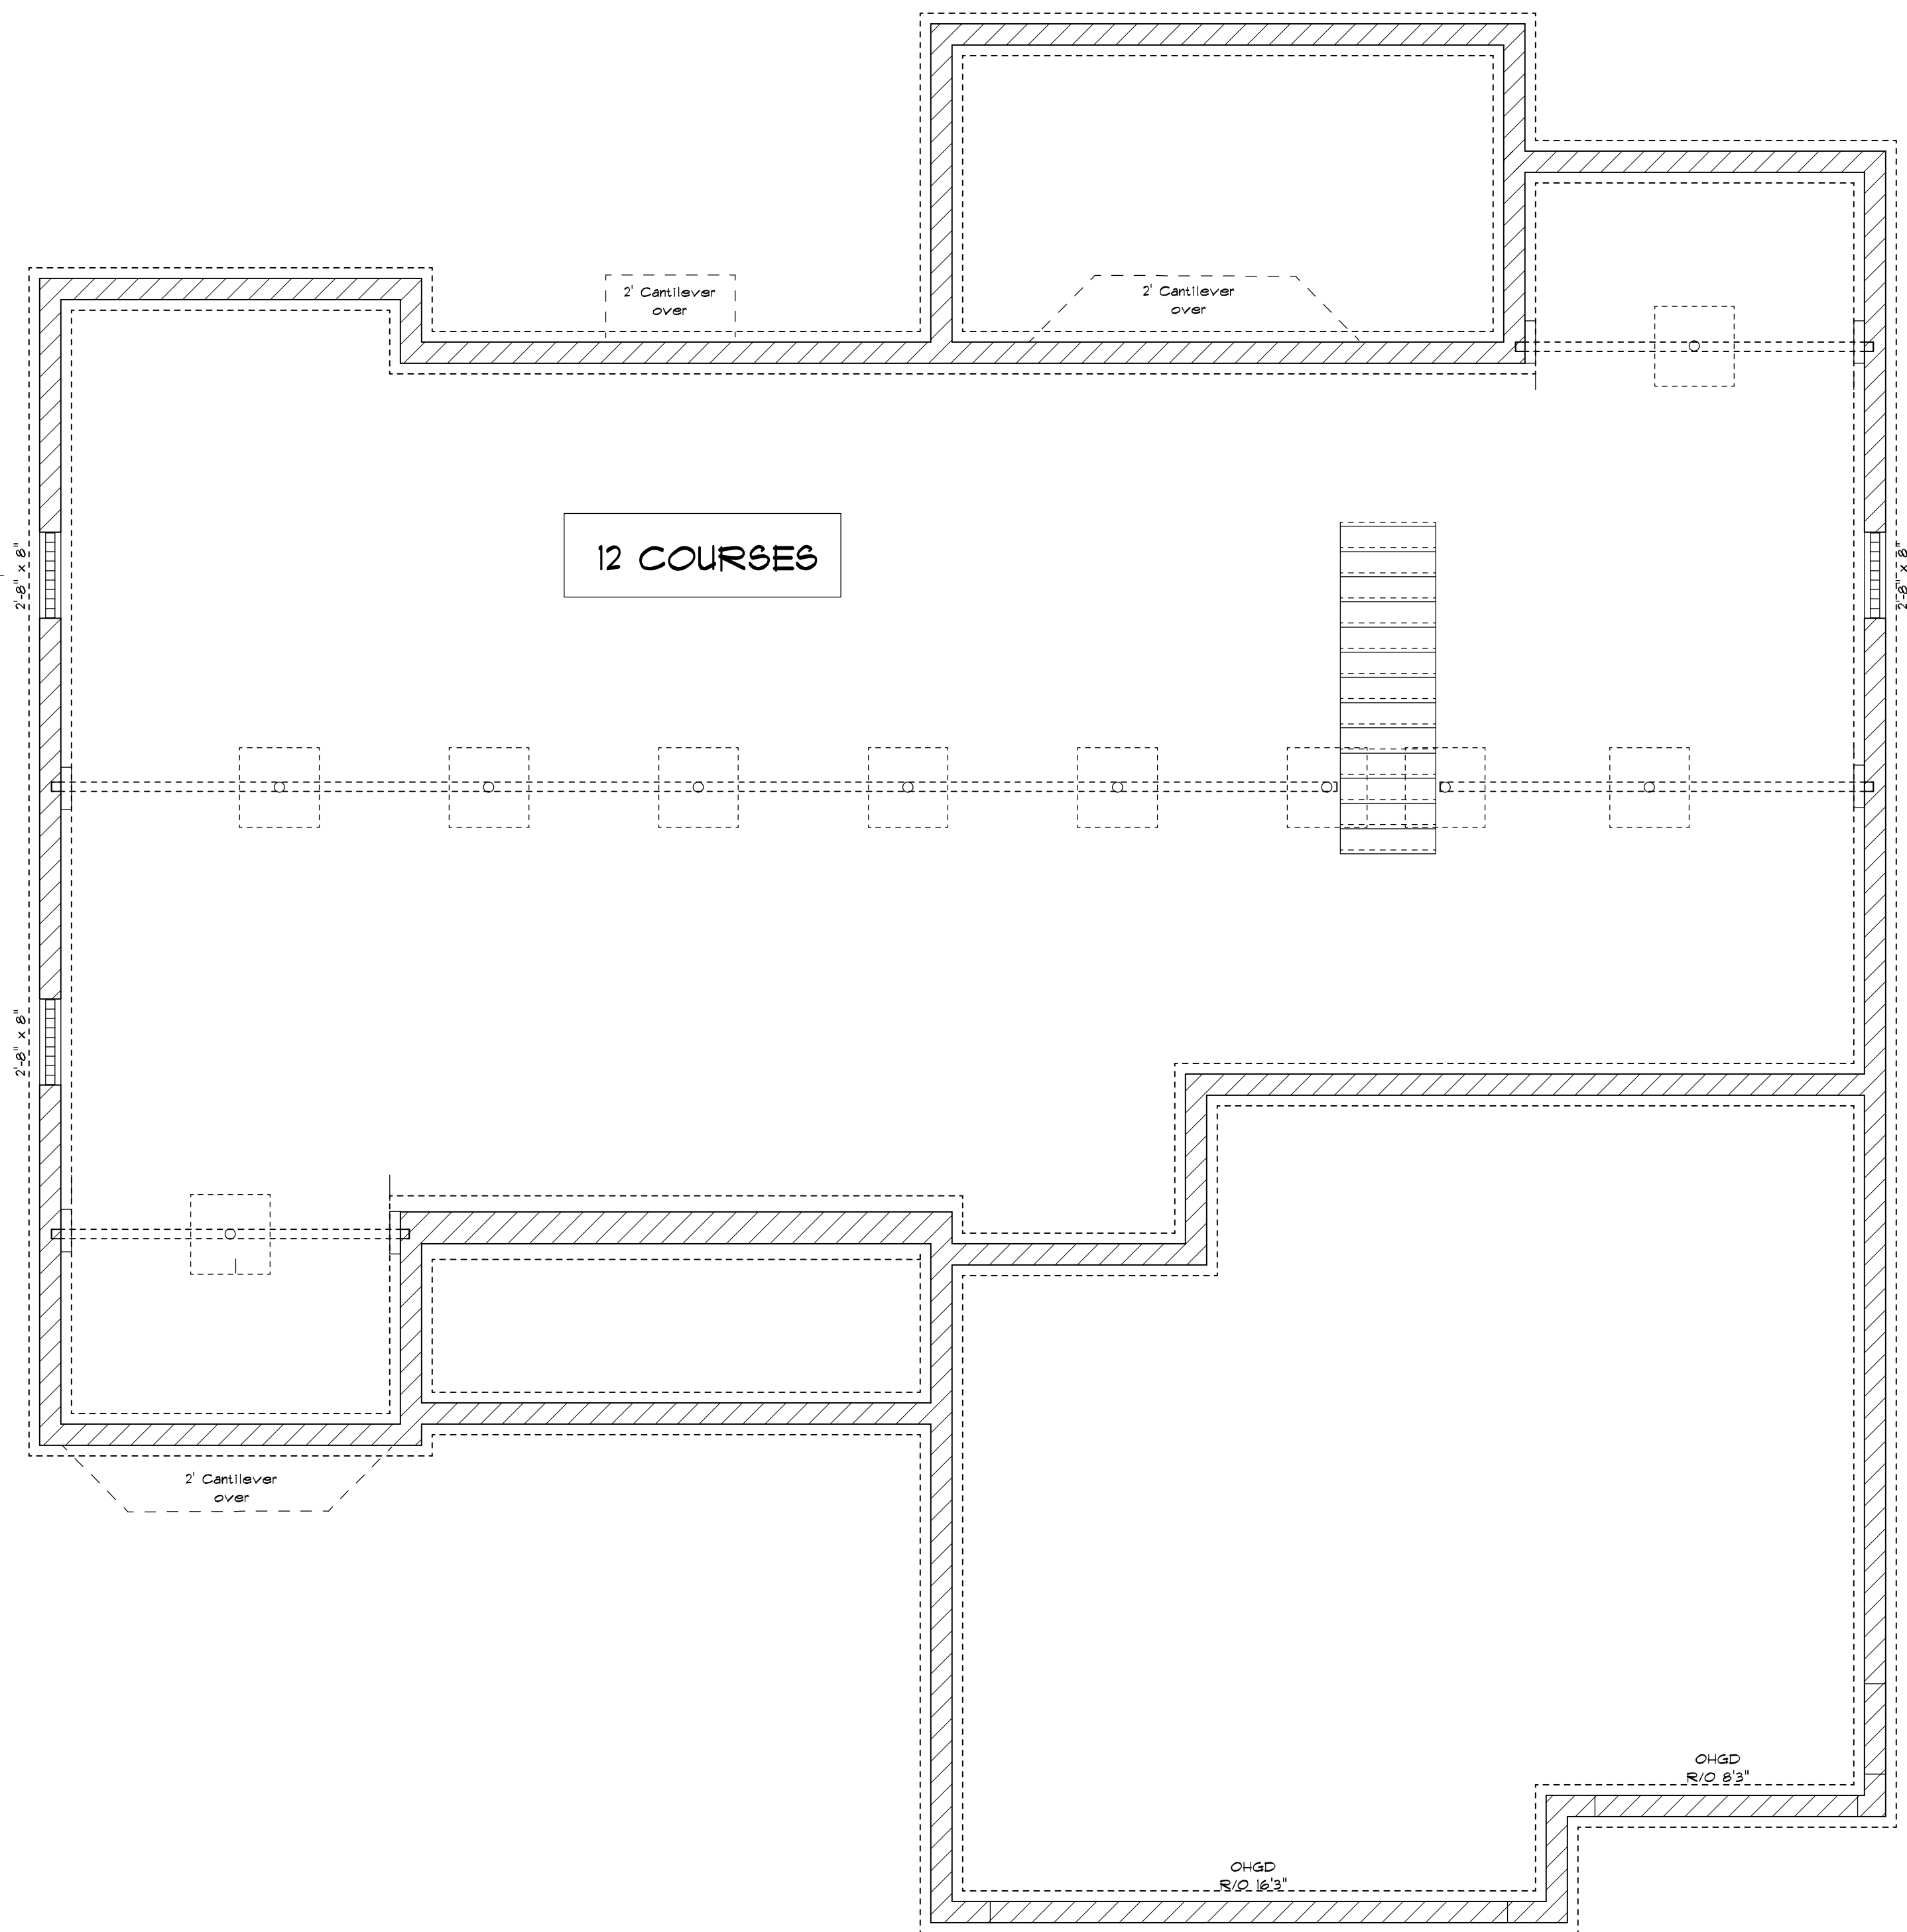 2' Cantilever
over
2' Cantilever
over
12 COURSES
2'-8" x 8"
2'-8" x 8"
2'-8" x 8"
2' Cantilever
over
OHGD
R/O 8'3"
OHGD
R/O 16'3"